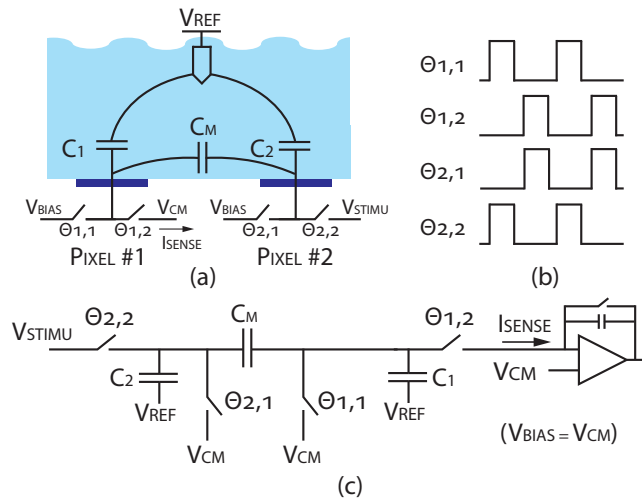 VREF
C1
CM
C2
VBIAS
VCM
VBIAS
VSTIMU
Θ1,1
Θ1,2
ISENSE
Θ2,1
Θ2,2
PIXEL #1
PIXEL #2
(a)
Θ1,1
Θ1,2
Θ2,1
Θ2,2
(b)
VSTIMU
Θ2,2
CM
Θ1,2
ISENSE
C2
VREF
Θ2,1
Θ1,1
C1
VREF
VCM
VCM
VCM
(VBIAS = VCM)
(c)